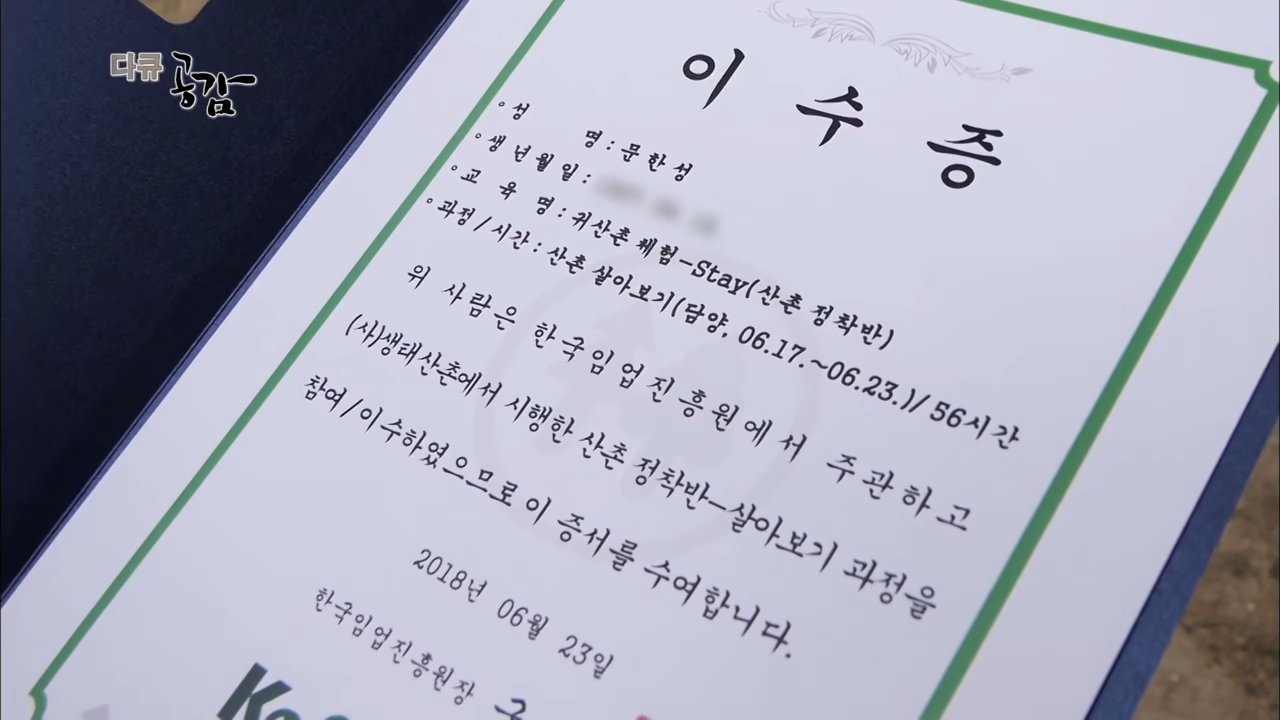 다큐 공감
이수증
◦ 성 명 : 문한성
◦ 생년월일 :
◦ 교 육 명 : 귀산촌 체험-Stay(산촌 정착반)
◦ 과정/시간 : 산촌 살아보기(담양, 06.17.~06.23.)/ 56시간
위 사람은 한국임업진흥원에서 주관하고
(사)생태산촌에서 시행한 산촌 정착반-살아보기 과정을
참여/이수하였으므로 이 증서를 수여합니다.
2018년 06월 23일
한국임업진흥원장